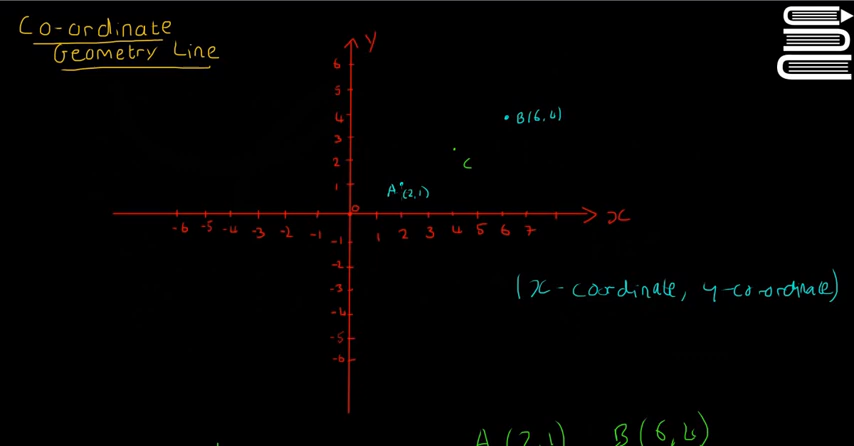 Co-ordinate
Geometry Line
y
6
5
4
3
2
1
0
-6 -5 -4 -3 -2 -1 1 2 3 4 5 6 7
x
-1
-2
-3
-4
-5
-6
B(6,4)
C
A (2,1)
(x-coordinate, y-co-ordinate)
A (2,1) B (6,4)